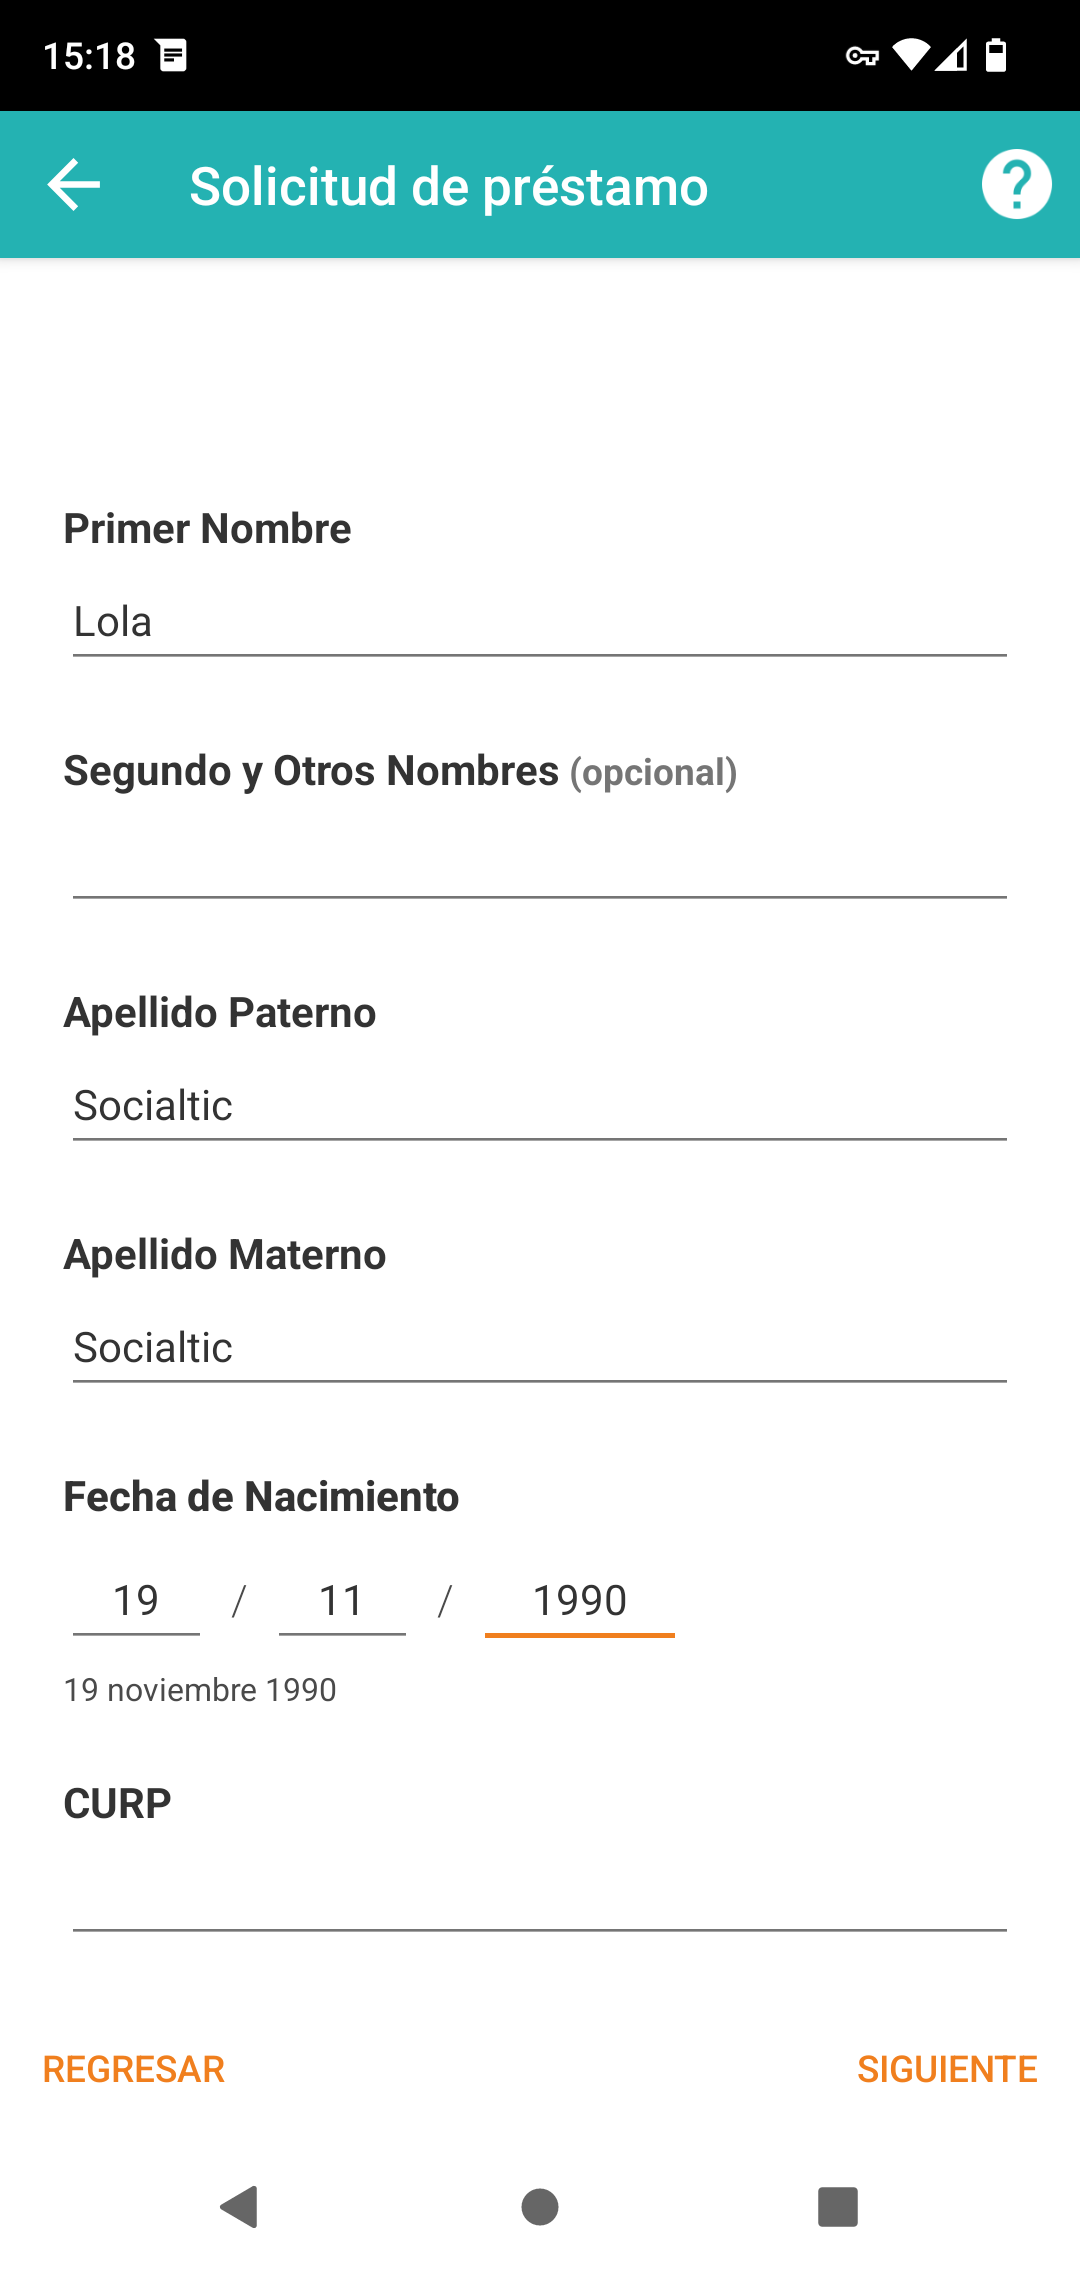 15:18
Solicitud de préstamo
Primer Nombre
Lola
Segundo y Otros Nombres (opcional)
Apellido Paterno
Socialtic
Apellido Materno
Socialtic
Fecha de Nacimiento
19 / 11 / 1990
19 noviembre 1990
CURP
REGRESAR SIGUIENTE